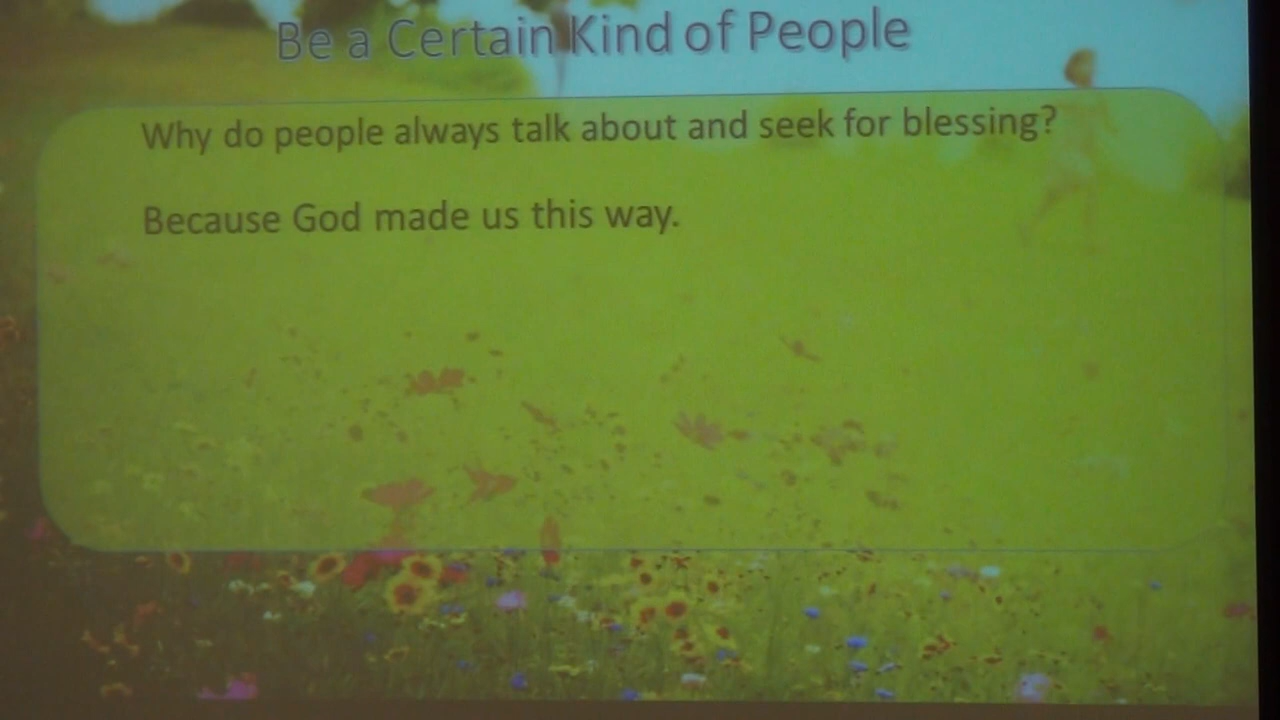 Be a Certain Kind of People
Why do people always talk about and seek for blessing?
Because God made us this way.